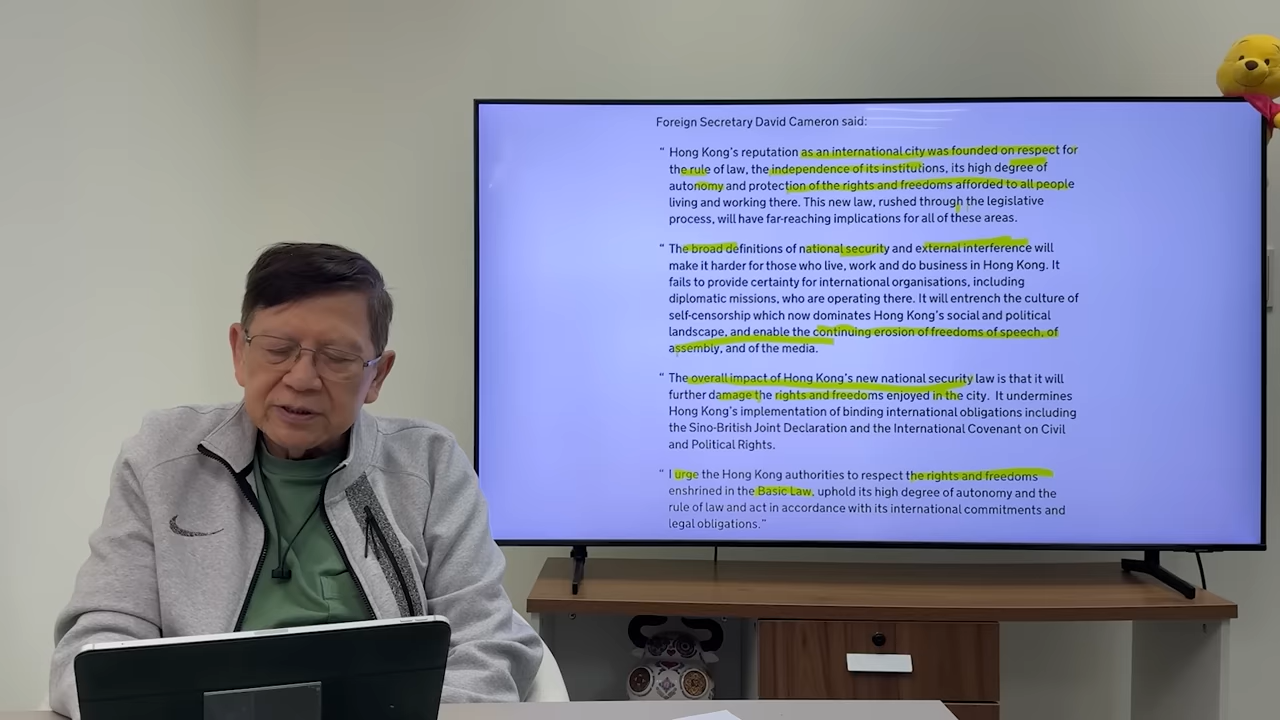 Foreign Secretary David Cameron said:
“ Hong Kong’s reputation as an international city was founded on respect for
the rule of law, the independence of its institutions, its high degree of
autonomy and protection of the rights and freedoms afforded to all people
living and working there. This new law, rushed through the legislative
process, will have far-reaching implications for all of these areas.
“ The broad definitions of national security and external interference will
make it harder for those who live, work and do business in Hong Kong. It
fails to provide certainty for international organisations, including
diplomatic missions, who are operating there. It will entrench the culture of
self-censorship which now dominates Hong Kong’s social and political
landscape, and enable the continuing erosion of freedoms of speech, of
assembly, and of the media.
“ The overall impact of Hong Kong’s new national security law is that it will
further damage the rights and freedoms enjoyed in the city. It undermines
Hong Kong’s implementation of binding international obligations including
the Sino-British Joint Declaration and the International Covenant on Civil
and Political Rights.
“ I urge the Hong Kong authorities to respect the rights and freedoms
enshrined in the Basic Law, uphold its high degree of autonomy and the
rule of law and act in accordance with its international commitments and
legal obligations.”